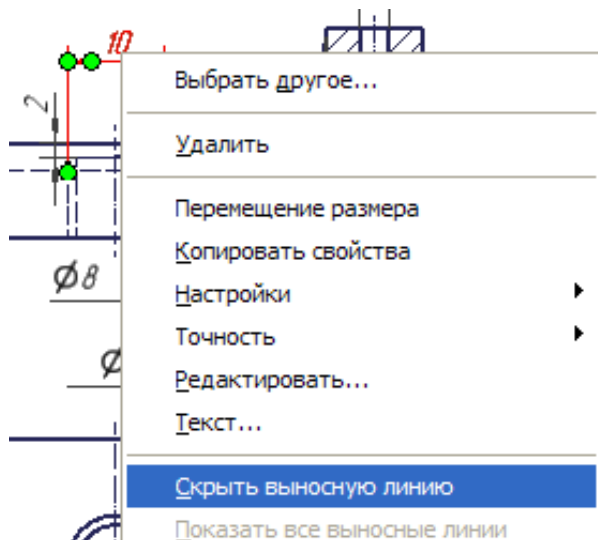 10
Выбрать другое...
2
Удалить
Перемещение размера
Копировать свойства
Ø8
Настройки
Точность
Ø
Редактировать...
Текст...
Скрыть выносную линию
Показать все выносные линии